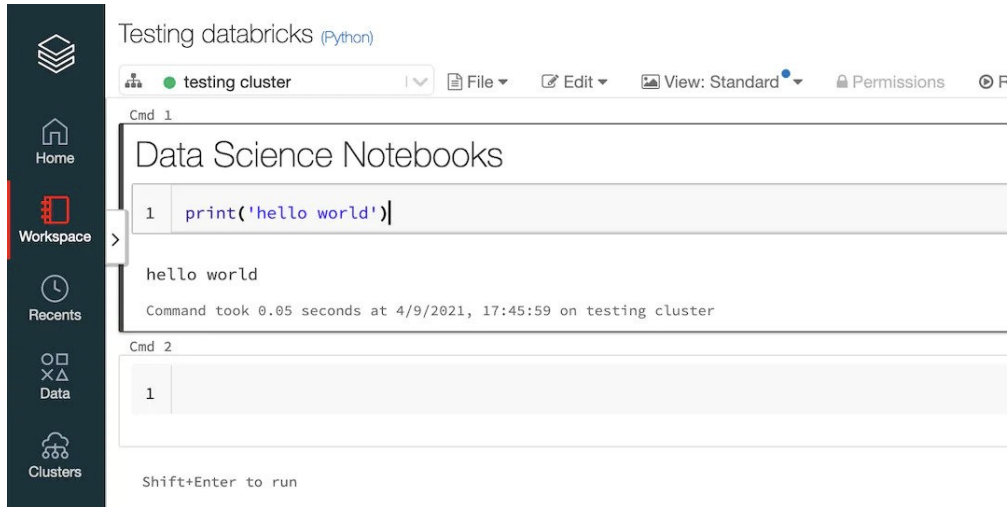 Testing databricks (Python)
testing cluster File Edit View: Standard Permissions
Home
Workspace
Recents
Data
Clusters
Cmd 1
Data Science Notebooks
1 print('hello world')
hello world
Command took 0.05 seconds at 4/9/2021, 17:45:59 on testing cluster
Cmd 2
1
Shift+Enter to run